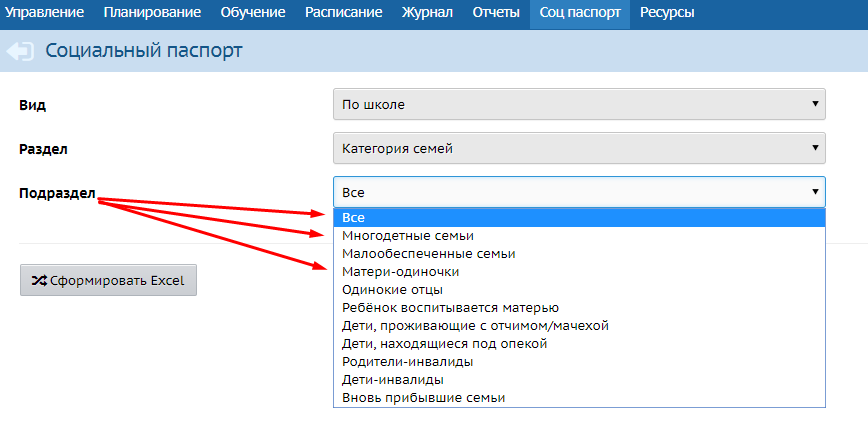 Управление Планирование Обучение Расписание Журнал Отчеты Соц паспорт Ресурсы
Социальный паспорт
Вид По школе
Раздел Категория семей
Подраздел Все
Все
Многодетные семьи
Малообеспеченные семьи
Матери-одиночки
Сформировать Excel
Одинокие отцы
Ребёнок воспитывается матерью
Дети, проживающие с отчимом/мачехой
Дети, находящиеся под опекой
Родители-инвалиды
Дети-инвалиды
Вновь прибывшие семьи